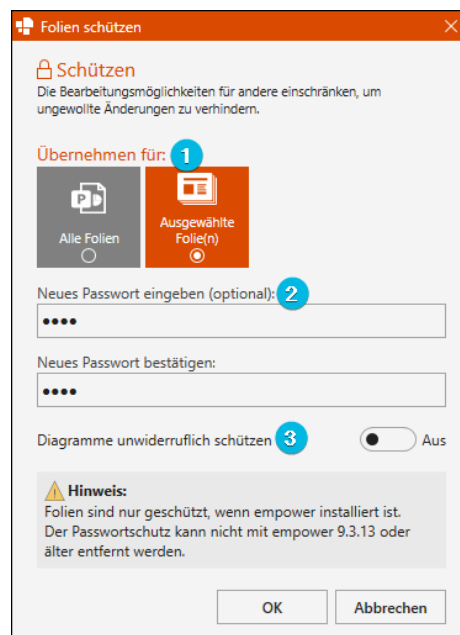 Folien schützen
Schützen
Die Bearbeitungsmöglichkeiten für andere einschränken, um
ungewollte Änderungen zu verhindern.
Übernehmen für: 1
Alle Folien
Ausgewählte
Folie(n)
Neues Passwort eingeben (optional): 2
••••
Neues Passwort bestätigen:
••••
Diagramme unwiderruflich schützen 3 Aus
Hinweis:
Folien sind nur geschützt, wenn empower installiert ist.
Der Passwortschutz kann nicht mit empower 9.3.13 oder
älter entfernt werden.
OK Abbrechen